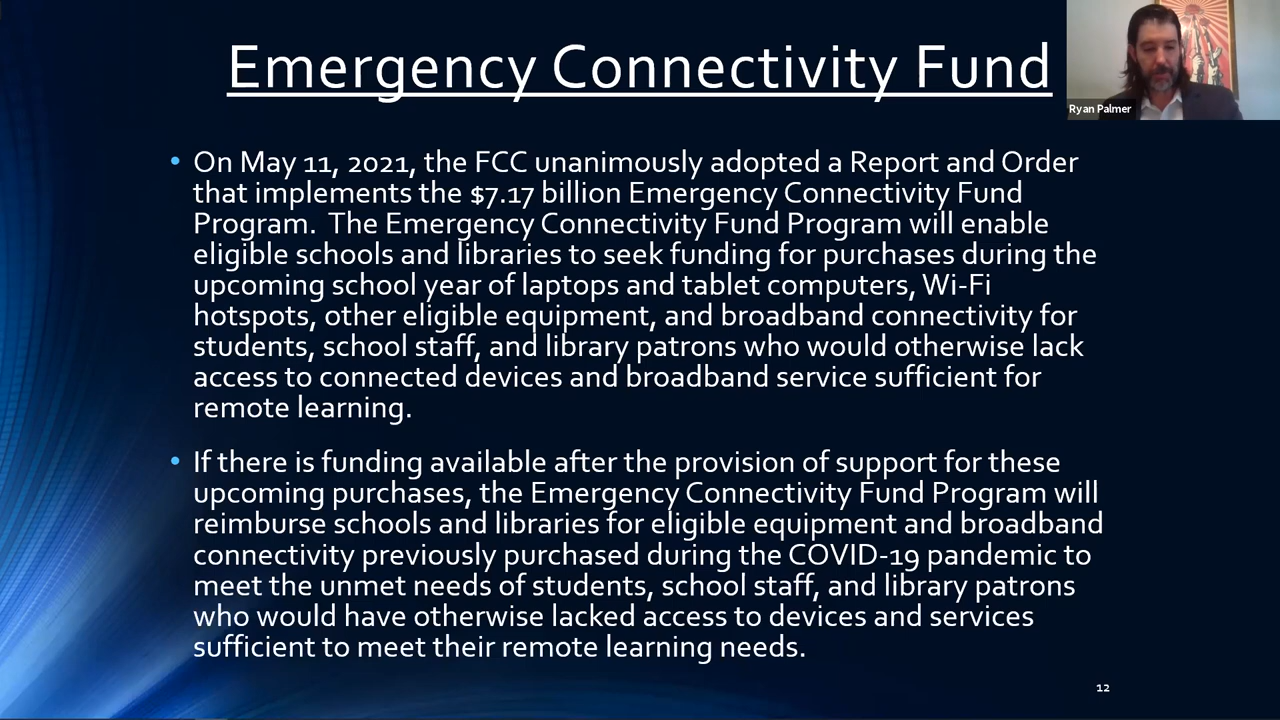 Emergency Connectivity Fund
Ryan Palmer
• On May 11, 2021, the FCC unanimously adopted a Report and Order
that implements the $7.17 billion Emergency Connectivity Fund
Program.  The Emergency Connectivity Fund Program will enable
eligible schools and libraries to seek funding for purchases during the
upcoming school year of laptops and tablet computers, Wi-Fi
hotspots, other eligible equipment, and broadband connectivity for
students, school staff, and library patrons who would otherwise lack
access to connected devices and broadband service sufficient for
remote learning.
• If there is funding available after the provision of support for these
upcoming purchases, the Emergency Connectivity Fund Program will
reimburse schools and libraries for eligible equipment and broadband
connectivity previously purchased during the COVID-19 pandemic to
meet the unmet needs of students, school staff, and library patrons
who would have otherwise lacked access to devices and services
sufficient to meet their remote learning needs.
12